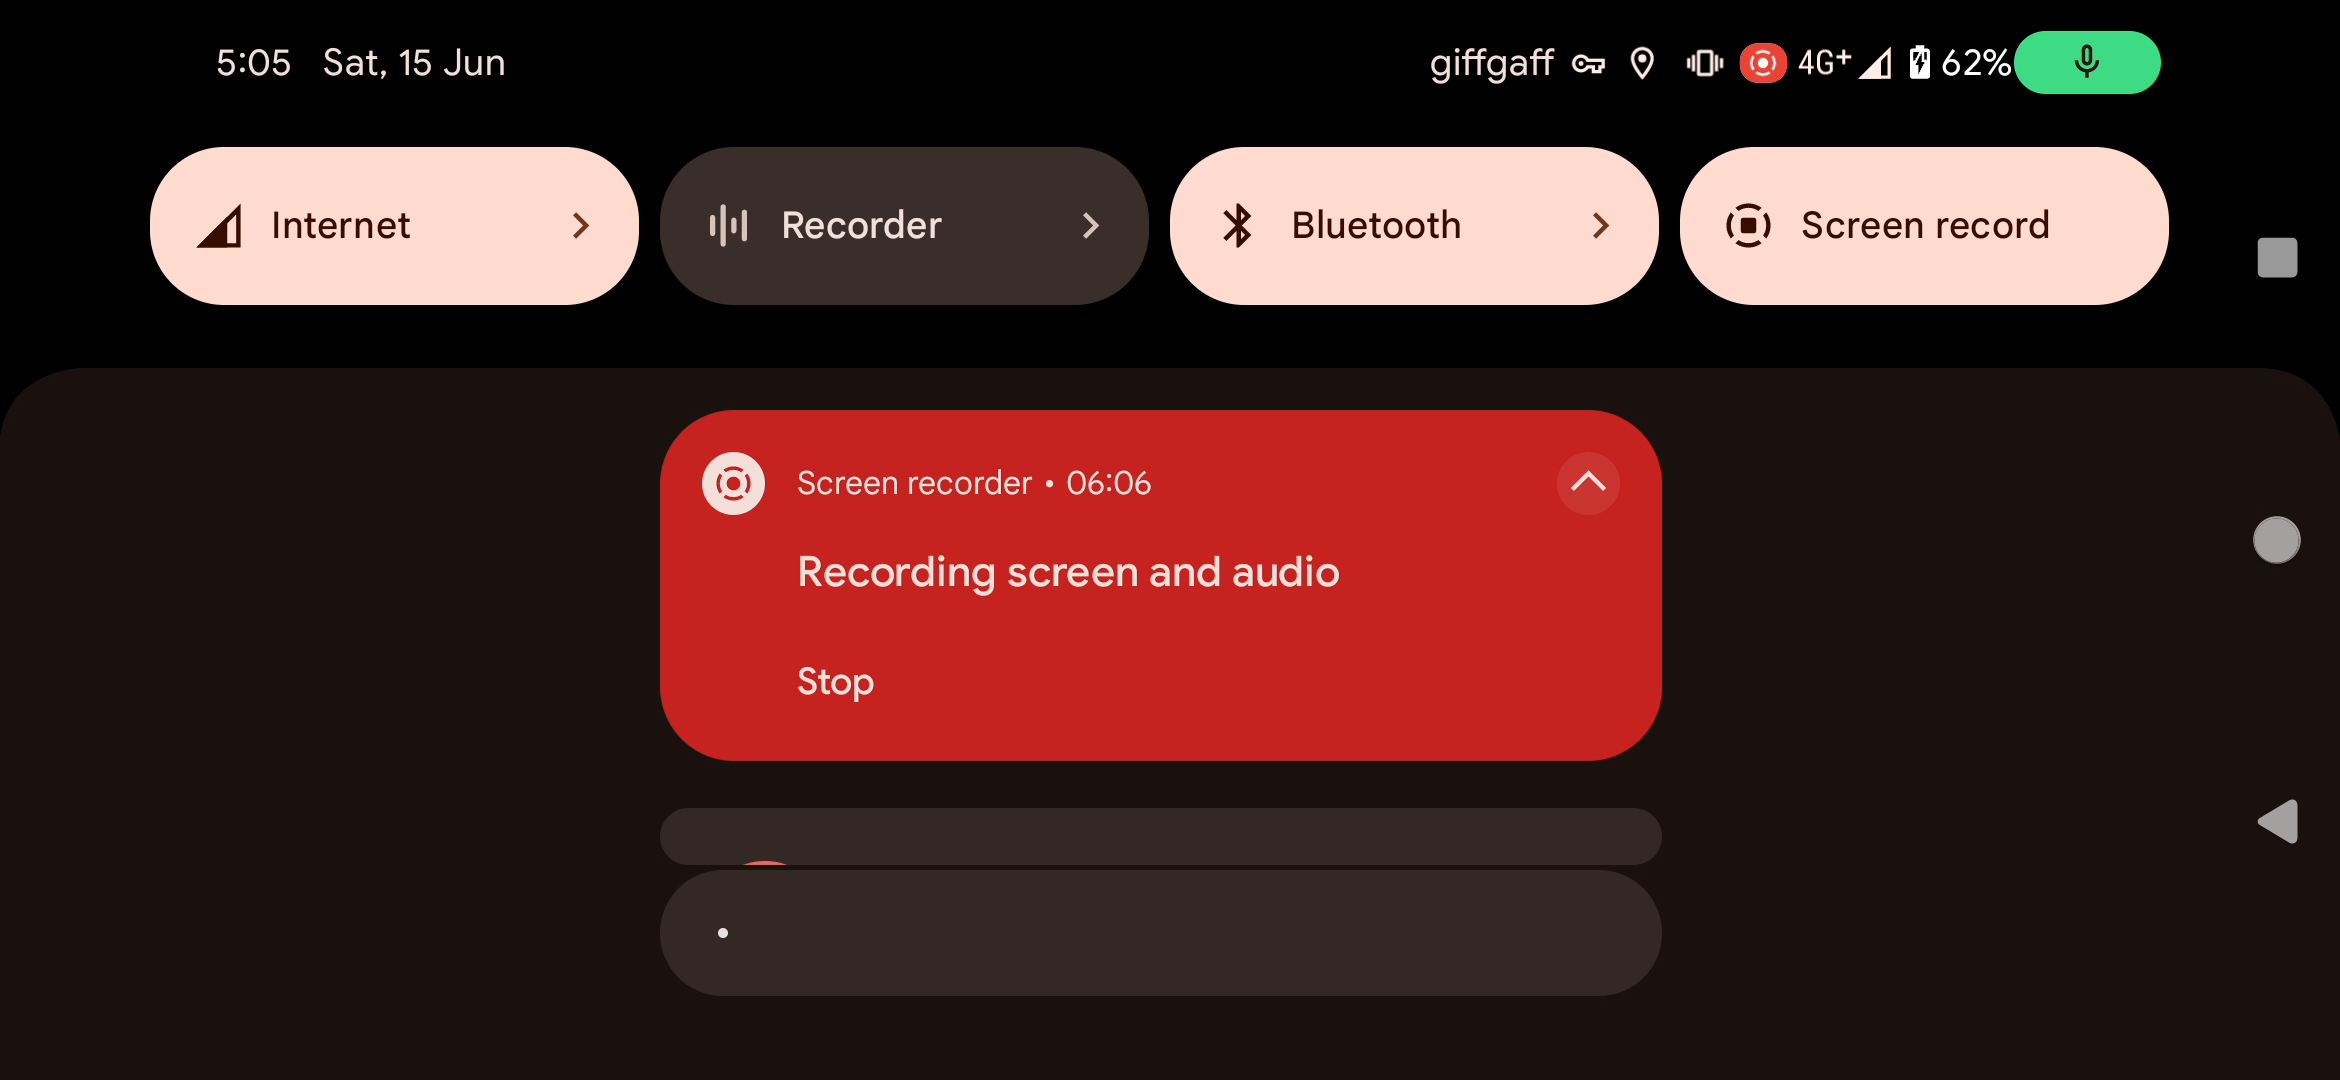 5:05 Sat, 15 Jun giffgaff 4G+ 62%
Internet Recorder Bluetooth Screen record
Screen recorder • 06:06
Recording screen and audio
Stop